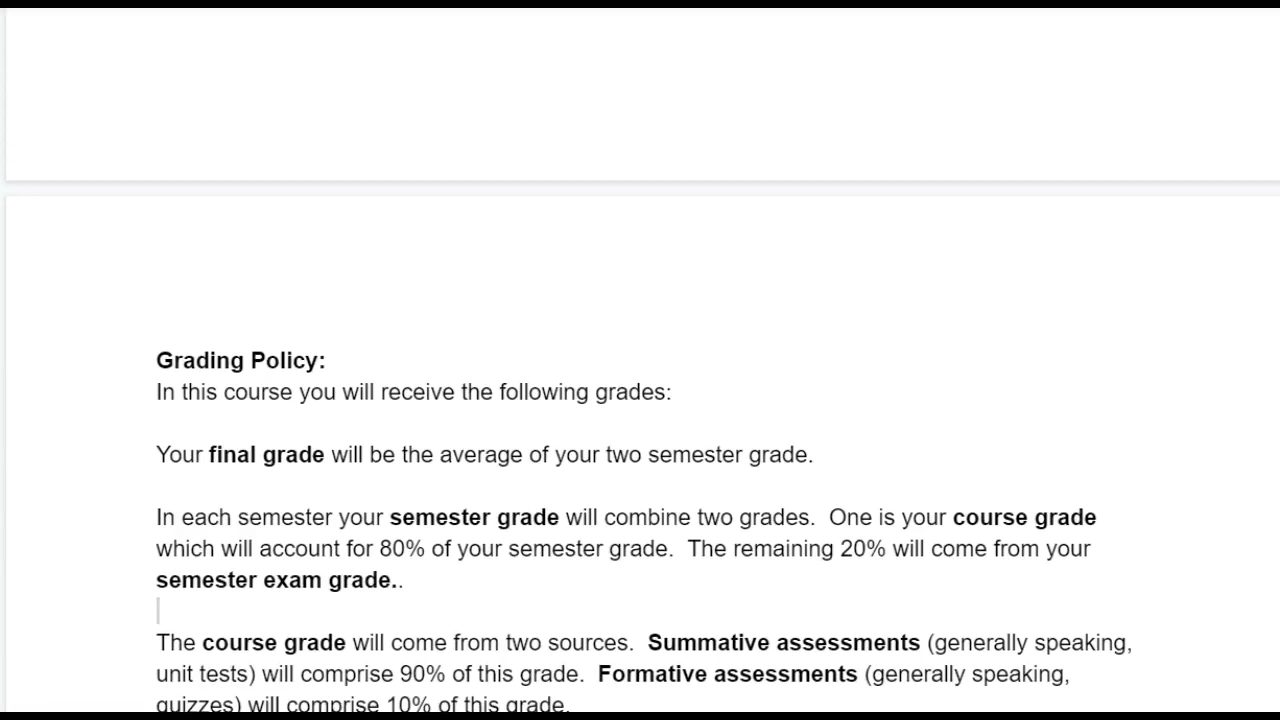 Grading Policy:
In this course you will receive the following grades:
Your final grade will be the average of your two semester grade.
In each semester your semester grade will combine two grades.  One is your course grade
which will account for 80% of your semester grade.  The remaining 20% will come from your
semester exam grade..
The course grade will come from two sources.  Summative assessments (generally speaking,
unit tests) will comprise 90% of this grade.  Formative assessments (generally speaking,
quizzes) will comprise 10% of this grade.